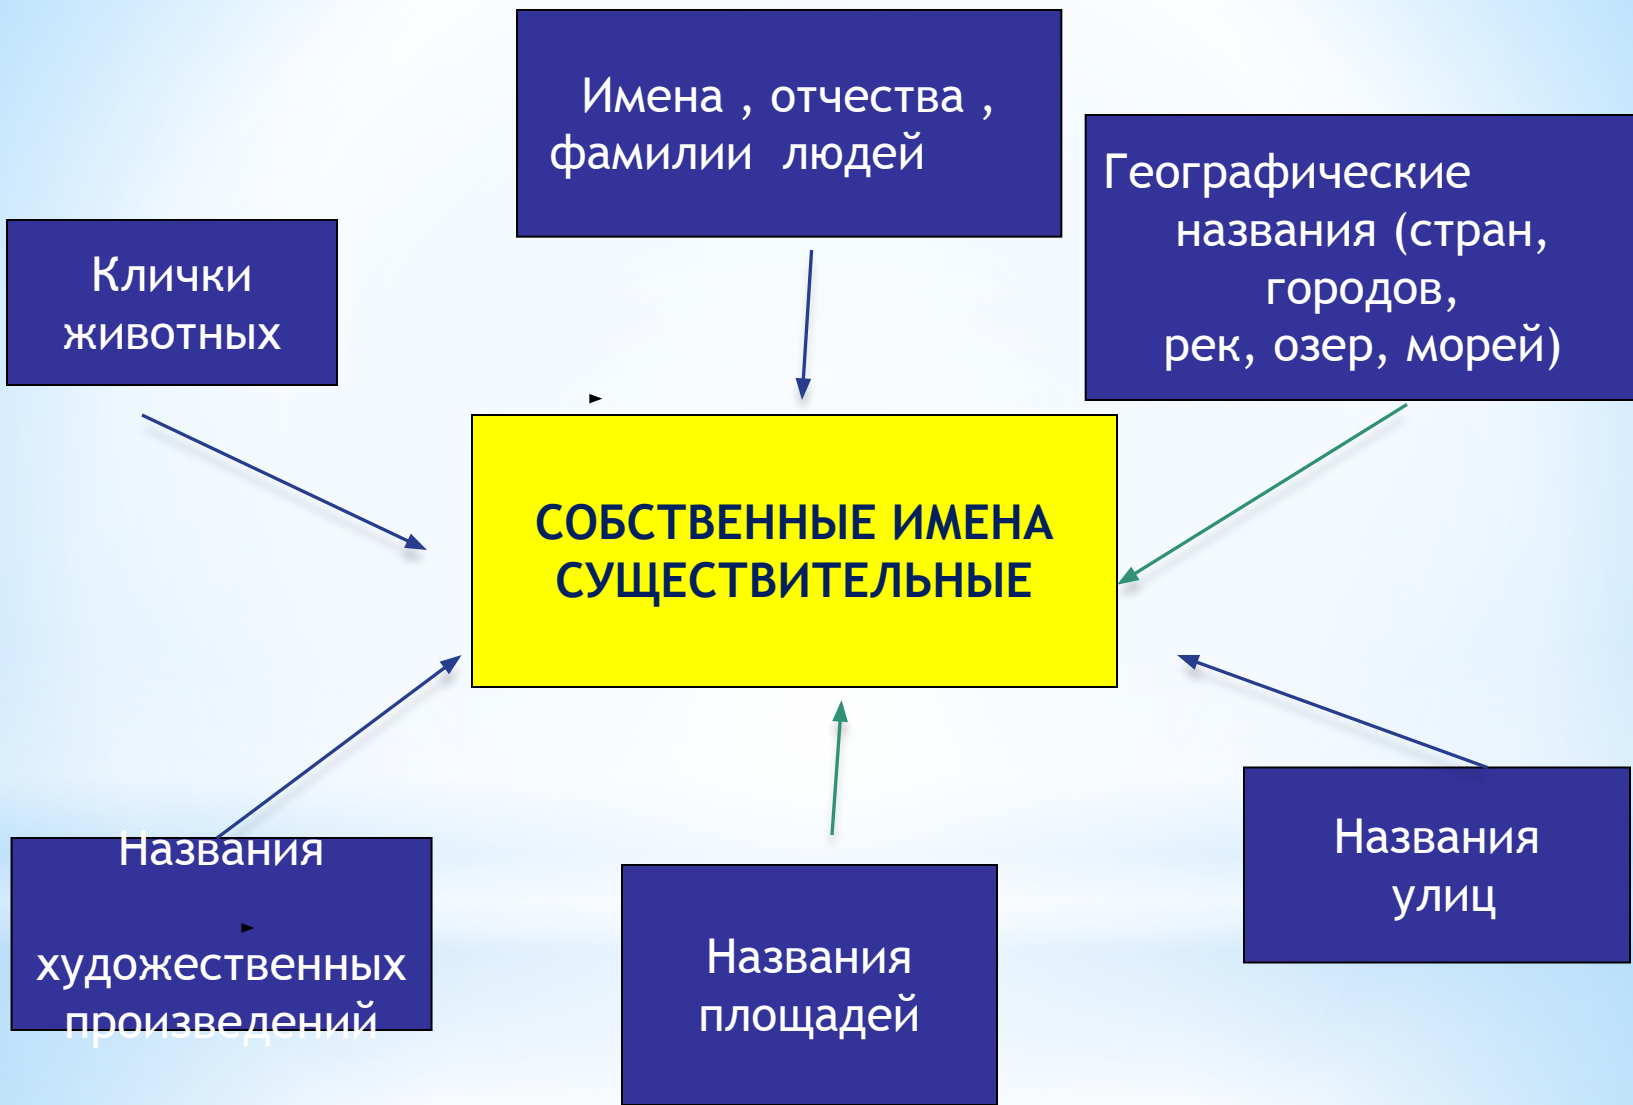 Имена , отчества ,
фамилии людей
Географические
названия (стран,
городов,
рек, озер, морей)
Клички
животных
СОБСТВЕННЫЕ ИМЕНА
СУЩЕСТВИТЕЛЬНЫЕ
Названия
художественных
произведений
Названия
площадей
Названия
улиц